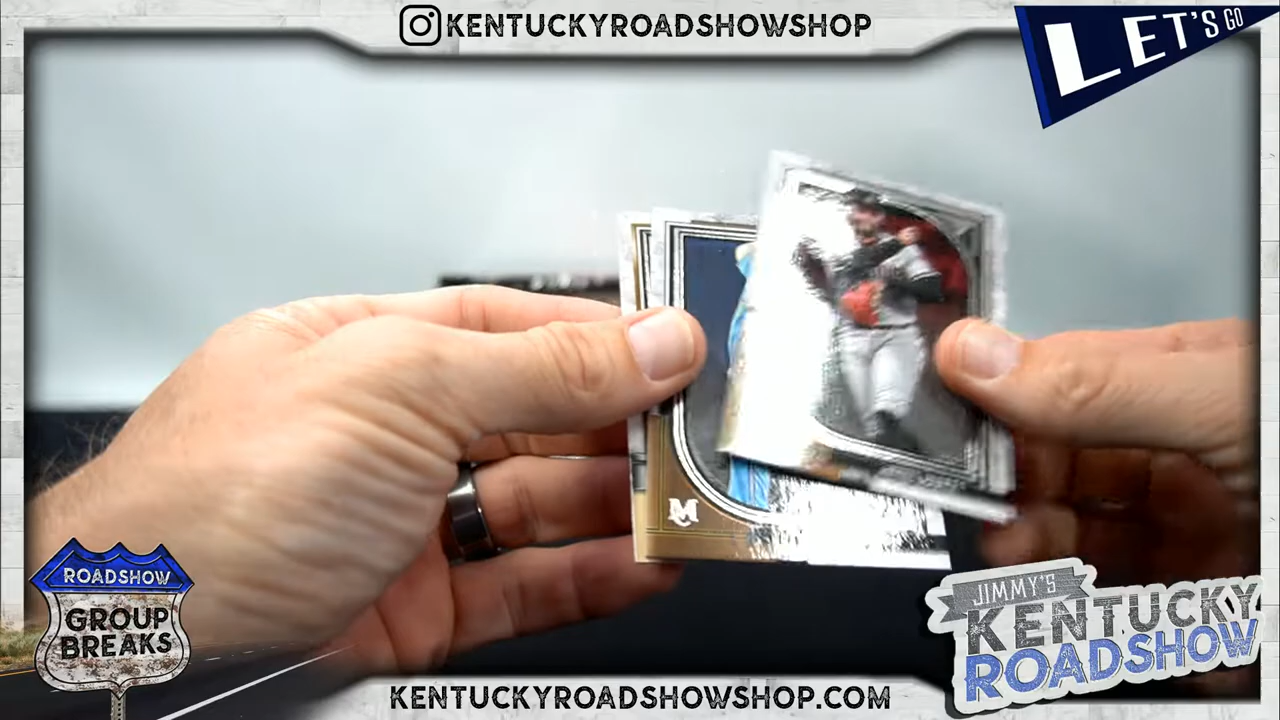 KENTUCKYROADSHOWSHOP
LET'S GO
M
ROADSHOW
GROUP
BREAKS
JIMMY'S
KENTUCKY
ROADSHOW
KENTUCKYROADSHOWSHOP.COM